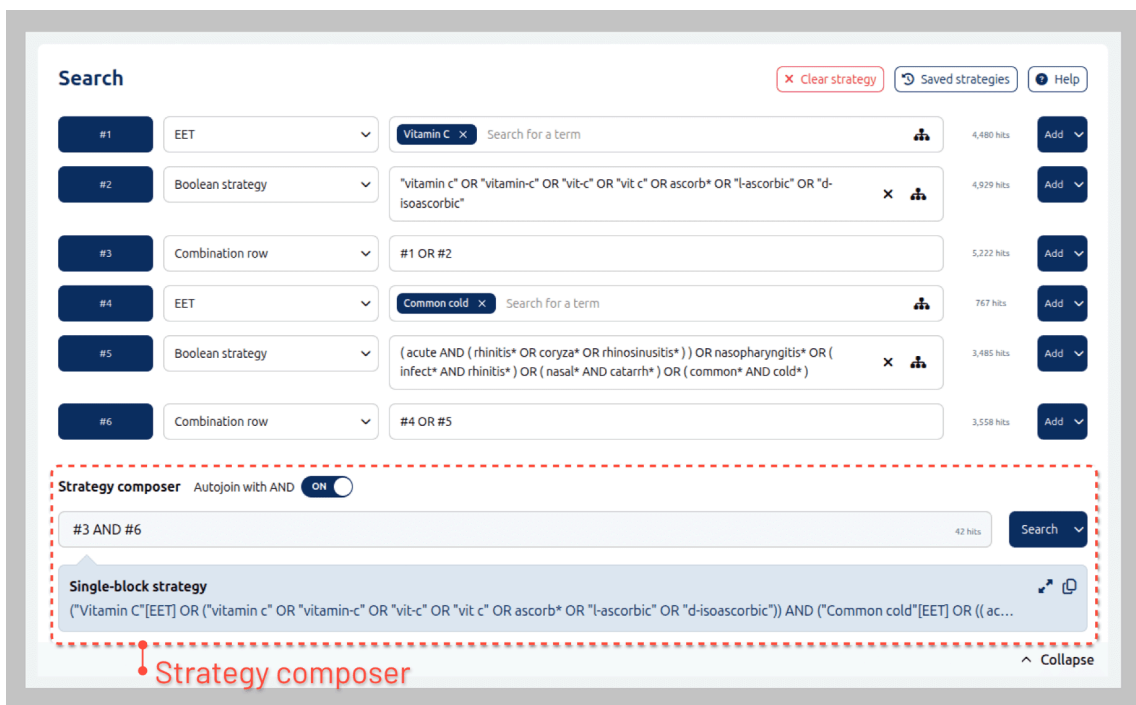 Search
× Clear strategy
Saved strategies
? Help
#1 EET Vitamin C × Search for a term 4,480 hits Add
#2 Boolean strategy "vitamin c" OR "vitamin-c" OR "vit-c" OR "vit c" OR ascorb* OR "l-ascorbic" OR "d-
isoascorbic" × 4,929 hits Add
#3 Combination row #1 OR #2 5,222 hits Add
#4 EET Common cold × Search for a term 767 hits Add
#5 Boolean strategy ( acute AND ( rhinitis* OR coryza* OR rhinosinusitis* ) ) OR nasopharyngitis* OR (
infect* AND rhinitis* ) OR ( nasal* AND catarrh* ) OR ( common* AND cold* ) × 3,485 hits Add
#6 Combination row #4 OR #5 3,558 hits Add
Strategy composer Autojoin with AND ON
#3 AND #6 42 hits Search
Single-block strategy
("Vitamin C"[EET] OR ("vitamin c" OR "vitamin-c" OR "vit-c" OR "vit c" OR ascorb* OR "l-ascorbic" OR "d-isoascorbic")) AND ("Common cold"[EET] OR (( ac...
Collapse
Strategy composer